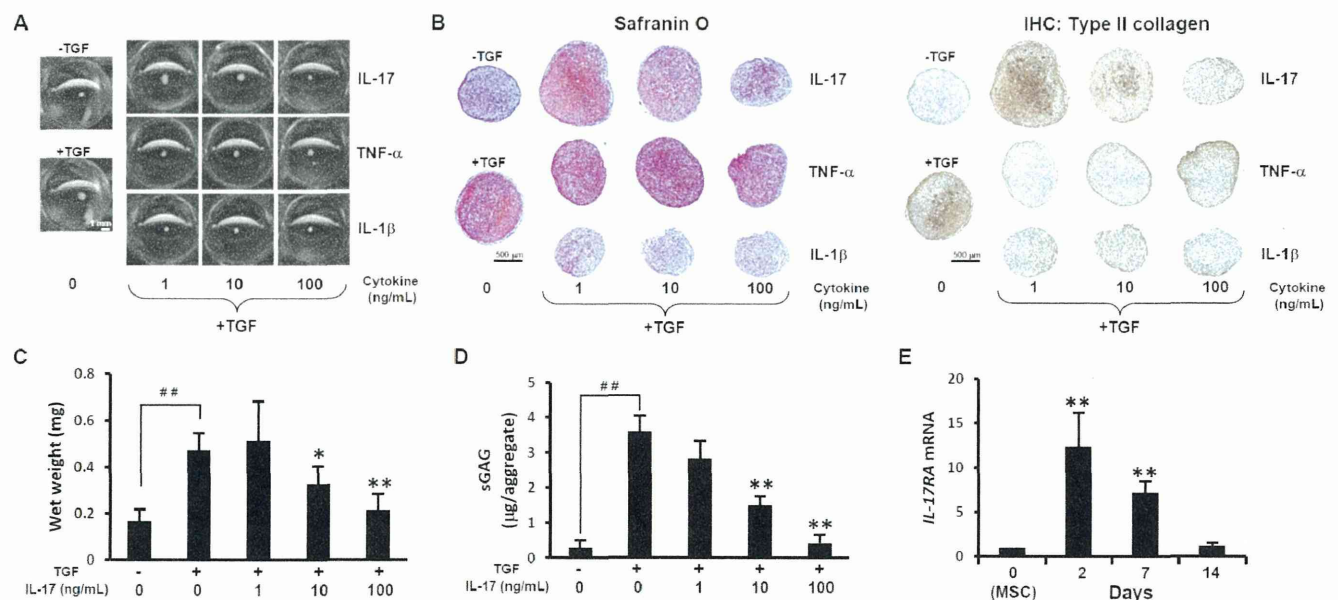 A
-TGF
+TGF
1 mm
IL-17
TNF-α
IL-1β
0
1 10 100 Cytokine (ng/mL)
+TGF
B
Safranin O
-TGF
+TGF
500 μm
IL-17
TNF-α
IL-1β
0
1 10 100 Cytokine (ng/mL)
+TGF
IHC: Type II collagen
-TGF
+TGF
500 μm
IL-17
TNF-α
IL-1β
0
1 10 100 Cytokine (ng/mL)
+TGF
C
Wet weight (mg)
0.8
0.6
0.4
0.2
0
##
*
**
TGF - + + + +
IL-17 (ng/mL) 0 0 1 10 100
D
sGAG
(μg/aggregate)
5
4
3
2
1
0
##
**
**
TGF - + + + +
IL-17 (ng/mL) 0 0 1 10 100
E
IL-17RA mRNA
20
15
10
5
0
**
**
0 2 7 14
(MSC) Days